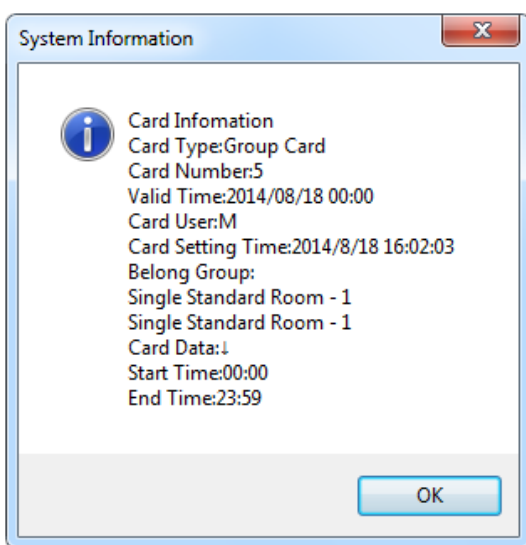 System Information
Card Infomation
Card Type:Group Card
Card Number:5
Valid Time:2014/08/18 00:00
Card User:M
Card Setting Time:2014/8/18 16:02:03
Belong Group:
Single Standard Room - 1
Single Standard Room - 1
Card Data:↓
Start Time:00:00
End Time:23:59
OK